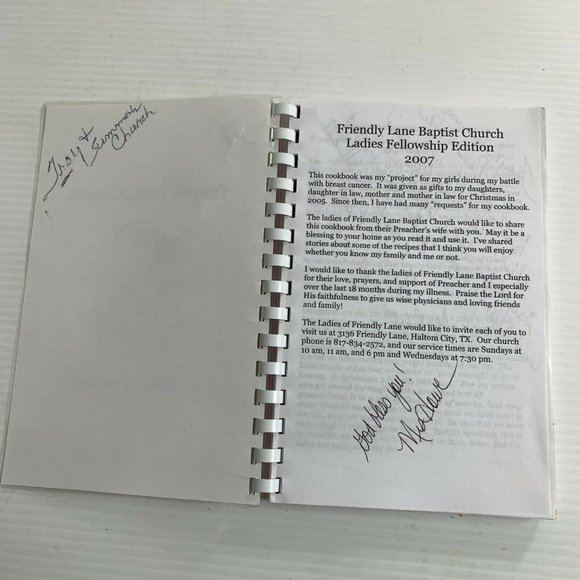 Troy &
Summer's
Church
Friendly Lane Baptist Church
Ladies Fellowship Edition
2007
This cookbook was my "project" for my girls during my battle
with breast cancer. It was given as gifts to my daughters,
daughter in law, mother and mother in law for Christmas in
2005. Since then, I have had many "requests" for my cookbook.
The ladies of Friendly Lane Baptist Church would like to share
this cookbook from their Preacher's wife with you. May it be a
blessing to your home as you read it and use it. I've shared
stories about some of the recipes that I think you will enjoy
whether you know my family and me or not.
I would like to thank the ladies of Friendly Lane Baptist Church
for their love, prayers, and support of Preacher and I especially
over the last 18 months during my illness. Praise the Lord for
His faithfulness to give us wise physicians and loving friends
and family!
The Ladies of Friendly Lane would like to invite each of you to
visit us at 3136 Friendly Lane, Haltom City, TX. Our church
phone is 817-834-2572, and our service times are Sundays at
10 am, 11 am, and 6 pm and Wednesdays at 7:30 pm.
God bless you!